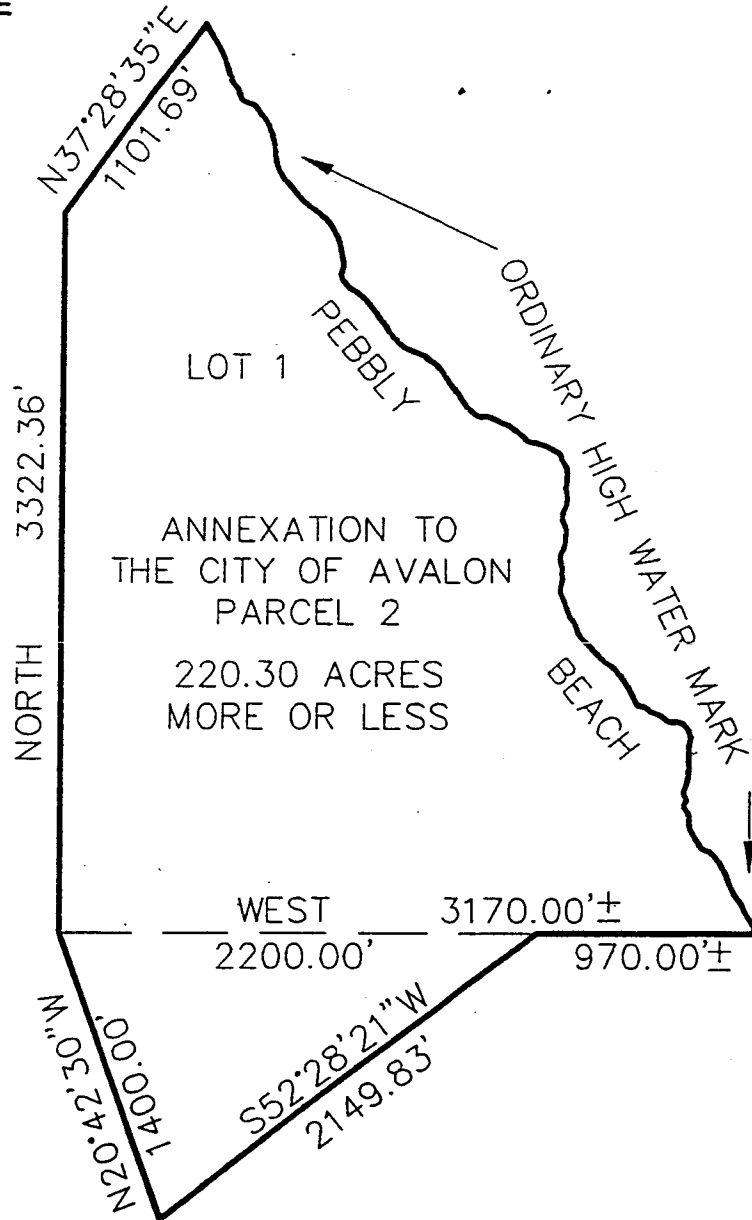 N37°28'35"E
1101.69'
ORDINARY HIGH WATER MARK
PEBBLY
LOT 1
NORTH 3322.36'
ANNEXATION TO
THE CITY OF AVALON
PARCEL 2
220.30 ACRES
MORE OR LESS
BEACH
WEST 3170.00'±
2200.00' 970.00'±
N20°42'30"W
1400.00'
S52°28'21"W
2149.83'